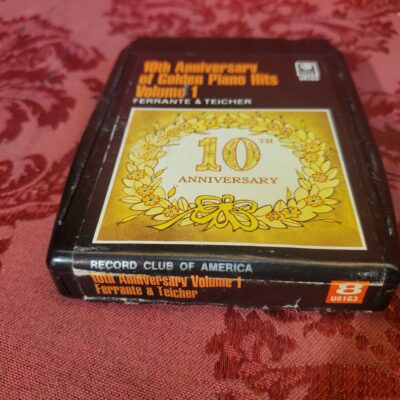 10th Anniversary
of Golden Piano Hits
Volume 1
FERRANTE & TEICHER
10TH
ANNIVERSARY
RECORD CLUB OF AMERICA
10th Anniversary Volume 1
Ferrante & Teicher
8
U8163